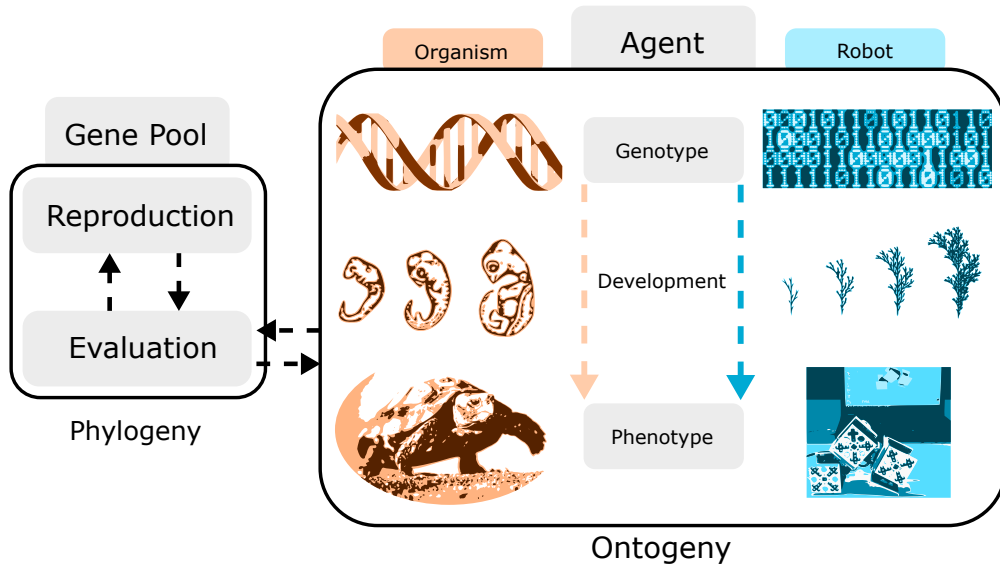 Organism
Agent
Robot
Gene Pool
Reproduction
Evaluation
Phylogeny
Genotype
Development
Phenotype
Ontogeny